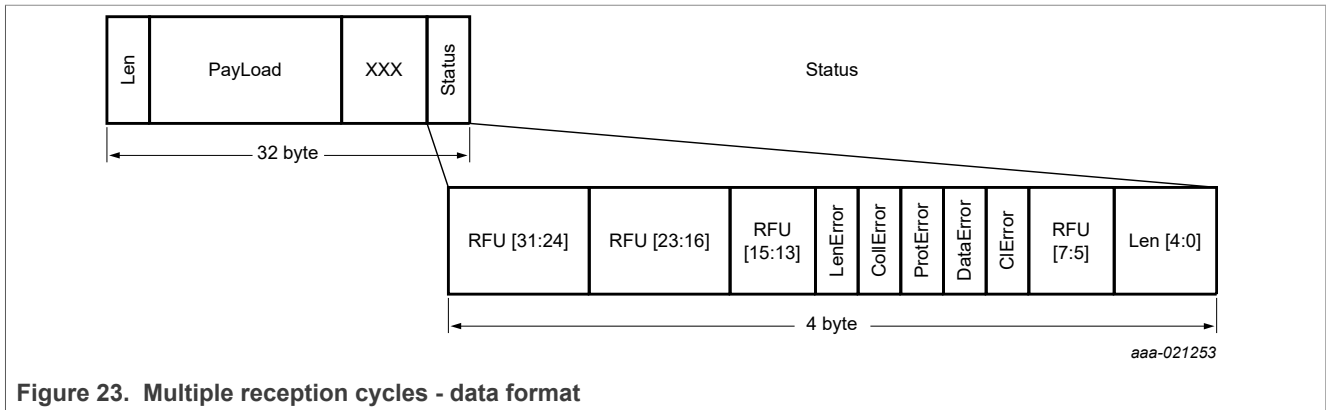 Len
PayLoad
XXX
Status
Status
32 byte
RFU [31:24]
RFU [23:16]
RFU
[15:13]
LenError
CollError
ProtError
DataError
ClError
RFU
[7:5]
Len [4:0]
4 byte
aaa-021253
Figure 23. Multiple reception cycles - data format